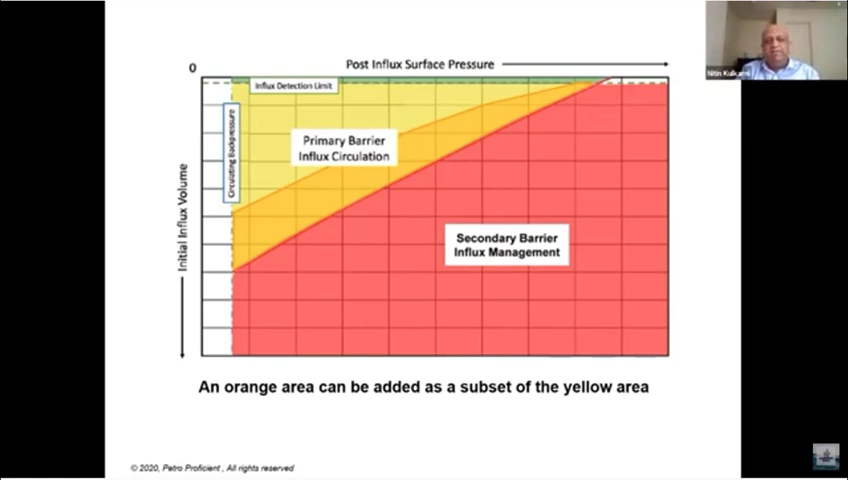 Post Influx Surface Pressure
0
Influx Detection Limit
Circulating Backpressure
Primary Barrier
Influx Circulation
Initial Influx Volume
Secondary Barrier
Influx Management
An orange area can be added as a subset of the yellow area
© 2020, Petro Proficient , All rights reserved
Nitin Kulkarni